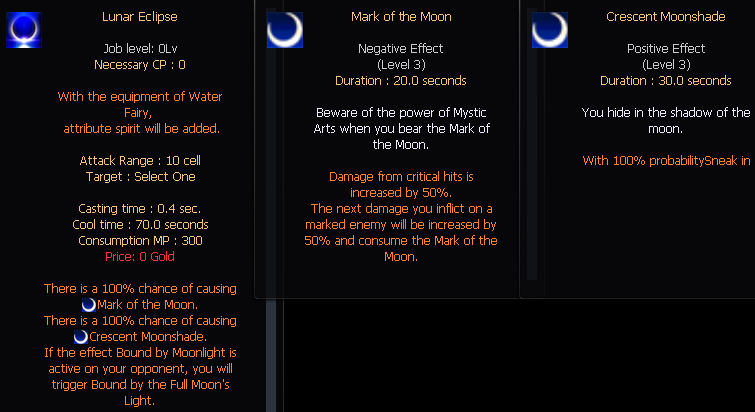 Lunar Eclipse
Job level: 0Lv
Necessary CP : 0
With the equipment of Water
Fairy,
attribute spirit will be added.
Attack Range : 10 cell
Target : Select One
Casting time : 0.4 sec.
Cool time : 70.0 seconds
Consumption MP : 300
Price: 0 Gold
There is a 100% chance of causing
Mark of the Moon.
There is a 100% chance of causing
Crescent Moonshade.
If the effect Bound by Moonlight is
active on your opponent, you will
trigger Bound by the Full Moon's
Light.
Mark of the Moon
Negative Effect
(Level 3)
Duration : 20.0 seconds
Beware of the power of Mystic
Arts when you bear the Mark of
the Moon.
Damage from critical hits is
increased by 50%.
The next damage you inflict on a
marked enemy will be increased by
50% and consume the Mark of the
Moon.
Crescent Moonshade
Positive Effect
(Level 3)
Duration : 30.0 seconds
You hide in the shadow of the
moon.
With 100% probabilitySneak in